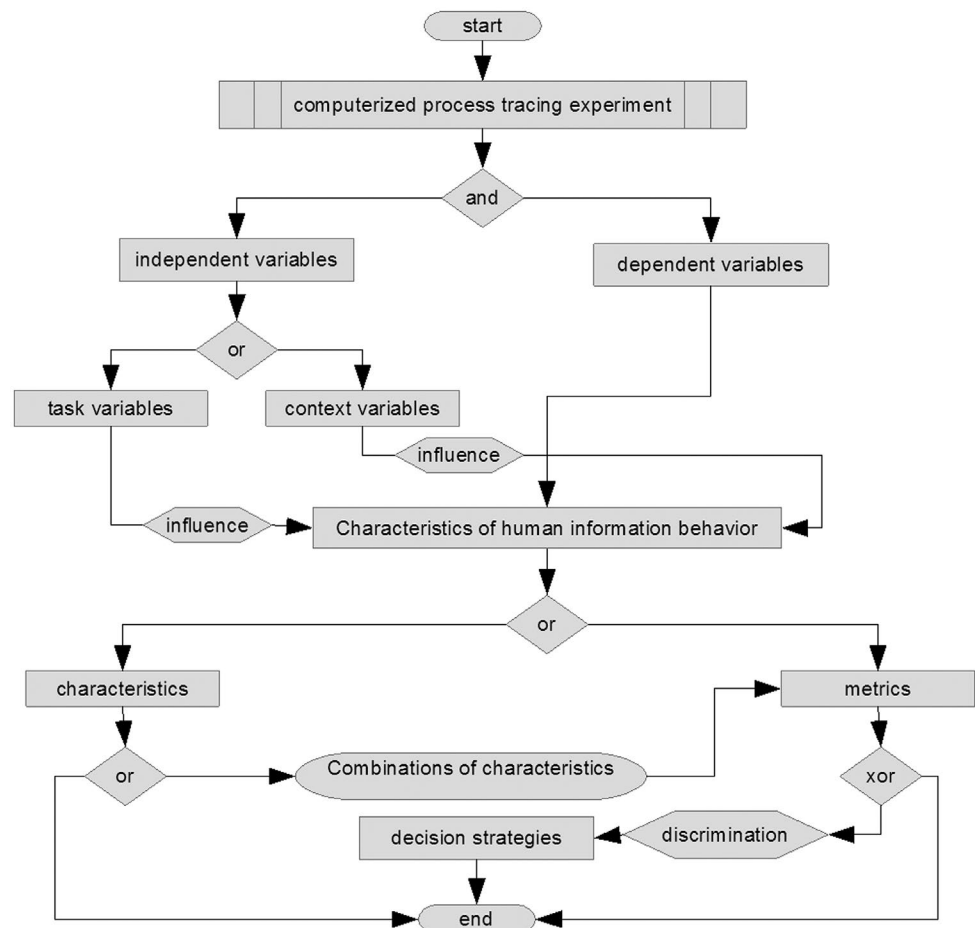 start
computerized process tracing experiment
and
independent variables
dependent variables
or
task variables
context variables
influence
influence
Characteristics of human information behavior
or
characteristics
metrics
or
Combinations of characteristics
xor
decision strategies
discrimination
end